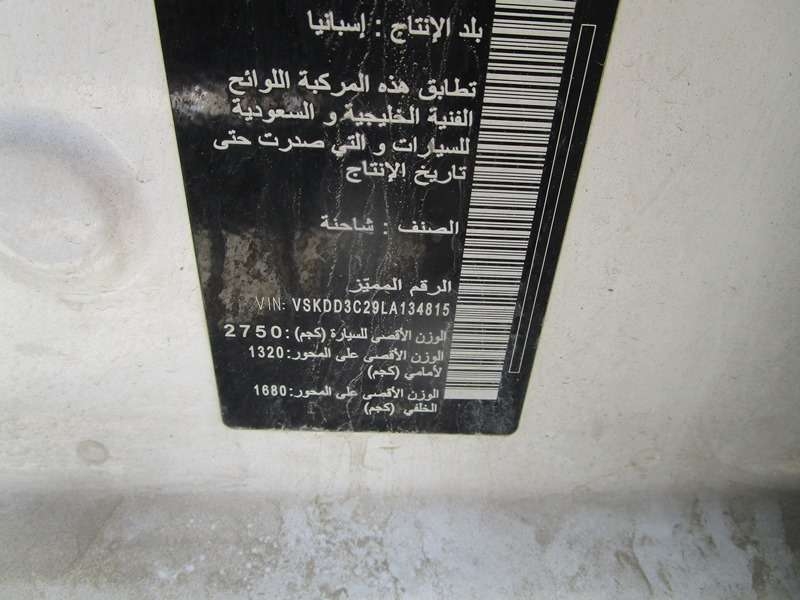 بلد الإنتاج : إسبانيا
تطابق هذه المركبة اللوائح
الفنية الخليجية و السعودية
للسيارات و التي صدرت حتى
تاريخ الإنتاج
الصنف : شاحنة
الرقم المميّز
VIN: VSKDD3C29LA134815
الوزن الأقصى للسيارة (كجم): 2750
الوزن الأقصى على المحور: 1320
لأمامي (كجم)
الوزن الأقصى على المحور: 1680
الخلفي (كجم)